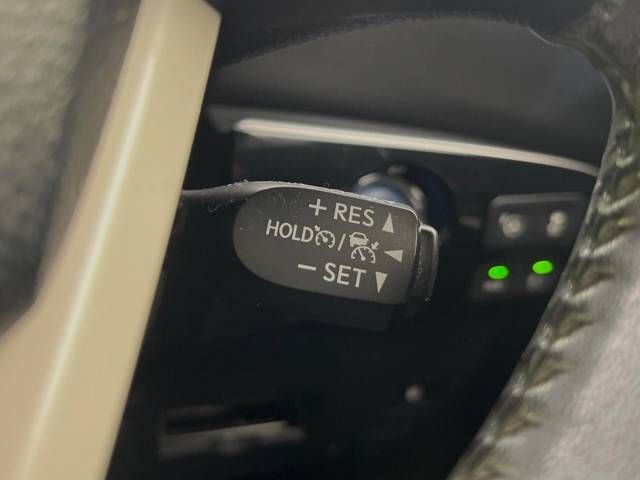 + RES
HOLD /
− SET